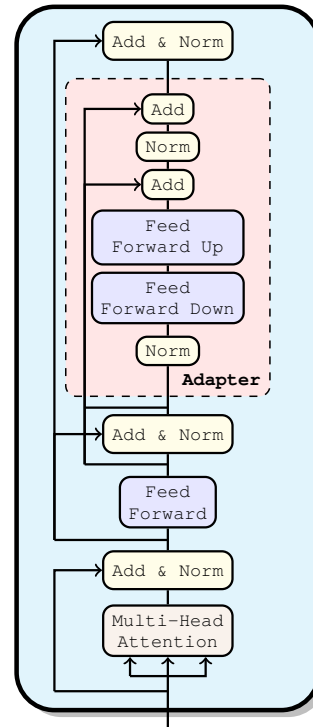 Add & Norm
Add
Norm
Add
Feed
Forward Up
Feed
Forward Down
Norm
Adapter
Add & Norm
Feed
Forward
Add & Norm
Multi-Head
Attention